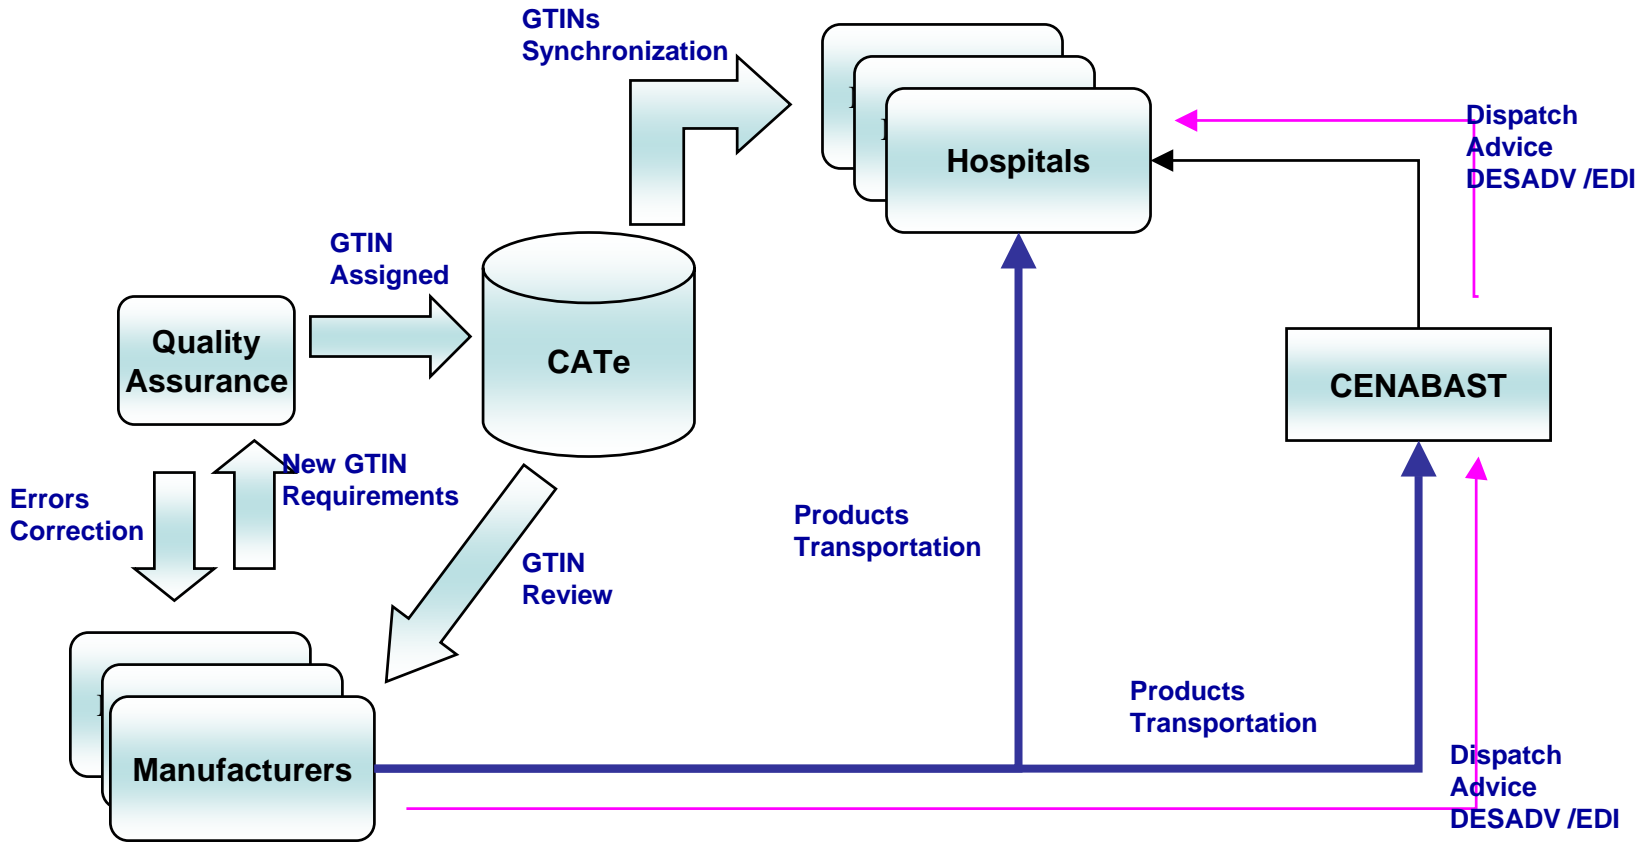 GTINs
Synchronization
Hospitals
Dispatch
Advice
DESADV /EDI
GTIN
Assigned
Quality
Assurance
CATe
CENABAST
New GTIN
Requirements
Errors
Correction
GTIN
Review
Products
Transportation
Products
Transportation
Manufacturers
Dispatch
Advice
DESADV /EDI